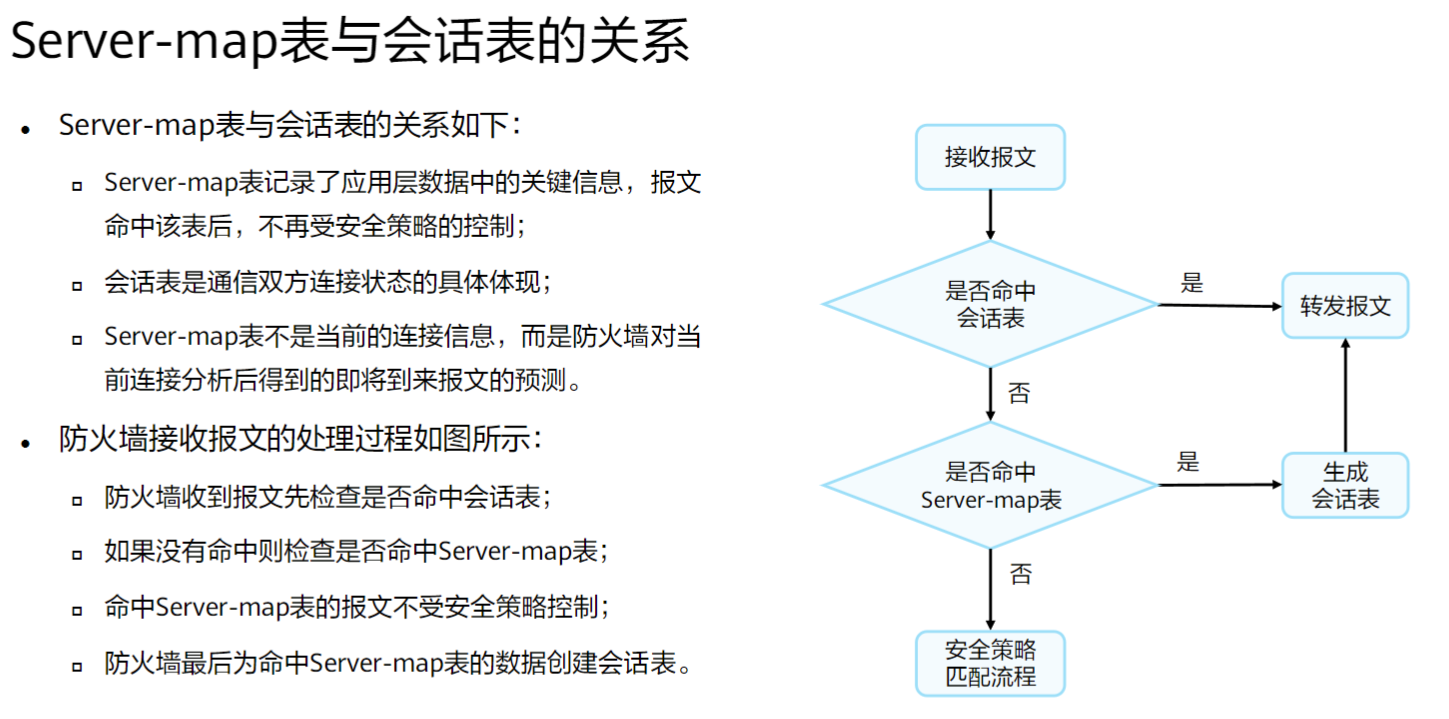 Server-map表与会话表的关系
• Server-map表与会话表的关系如下：
▫ Server-map表记录了应用层数据中的关键信息，报文
命中该表后，不再受安全策略的控制；
▫ 会话表是通信双方连接状态的具体体现；
▫ Server-map表不是当前的连接信息，而是防火墙对当
前连接分析后得到的即将到来报文的预测。
• 防火墙接收报文的处理过程如图所示：
▫ 防火墙收到报文先检查是否命中会话表；
▫ 如果没有命中则检查是否命中Server-map表；
▫ 命中Server-map表的报文不受安全策略控制；
▫ 防火墙最后为命中Server-map表的数据创建会话表。
接收报文
是否命中
会话表
是
转发报文
否
是否命中
Server-map表
是
生成
会话表
否
安全策略
匹配流程